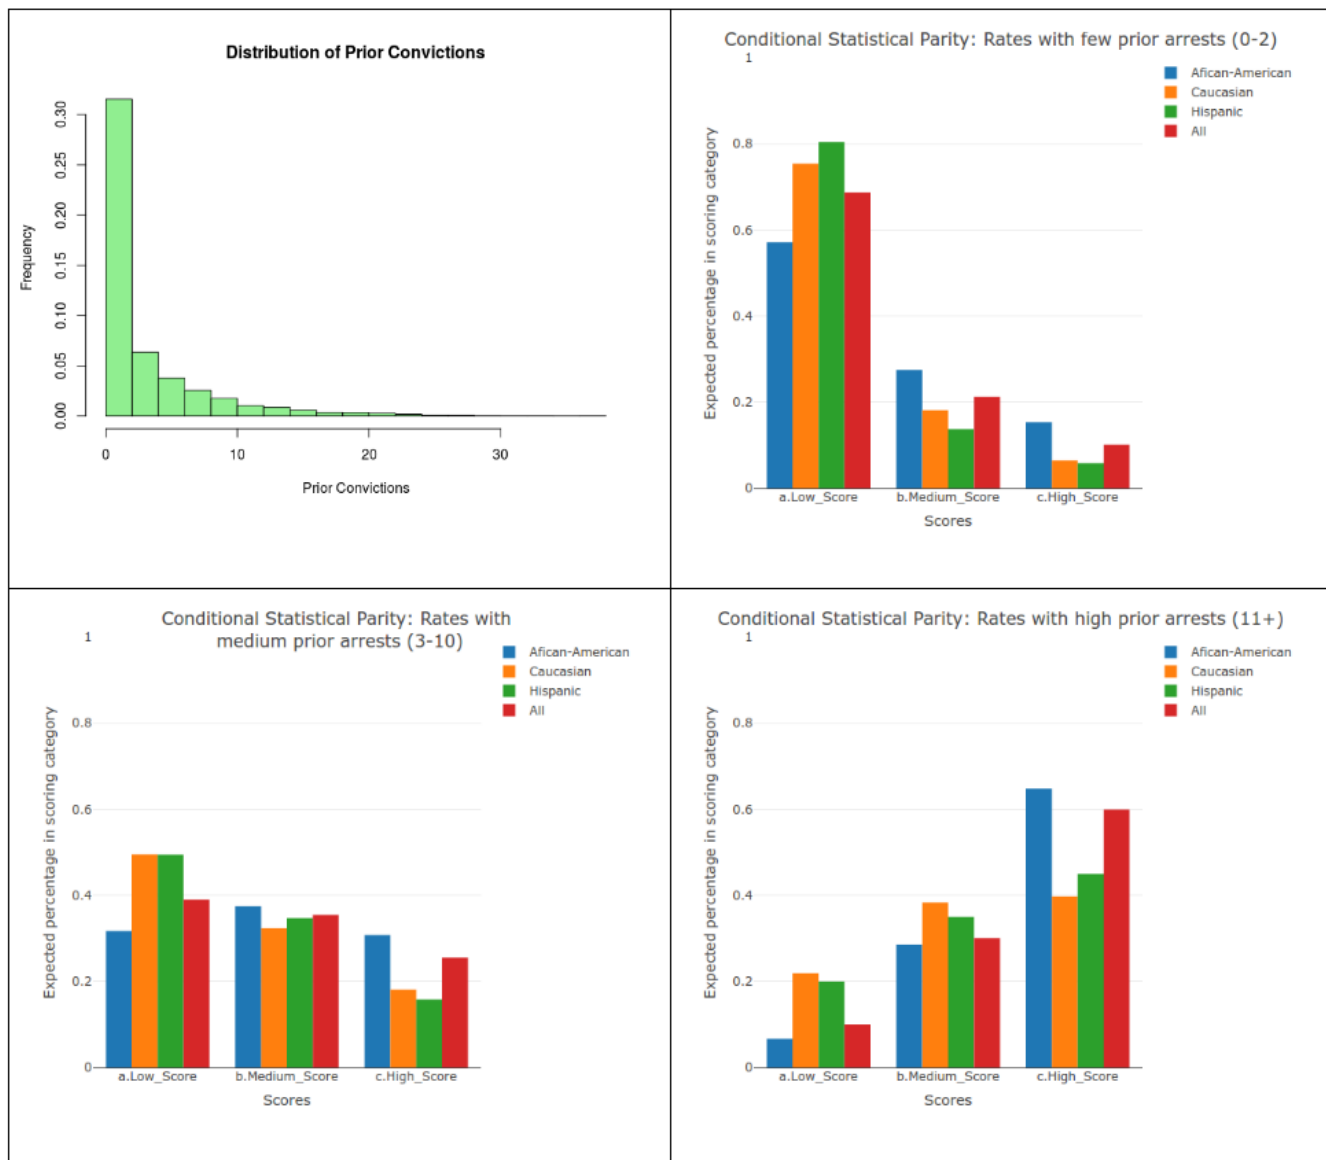 Distribution of Prior Convictions
0.30
0.25
0.20
0.15
0.10
0.05
0.00
Frequency
0 10 20 30
Prior Convictions
Conditional Statistical Parity: Rates with few prior arrests (0-2)
1
0.8
0.6
0.4
0.2
0
Expected percentage in scoring category
Afican-American
Caucasian
Hispanic
All
a.Low_Score b.Medium_Score c.High_Score
Scores
Conditional Statistical Parity: Rates with
medium prior arrests (3-10)
1
0.8
0.6
0.4
0.2
0
Expected percentage in scoring category
Afican-American
Caucasian
Hispanic
All
a.Low_Score b.Medium_Score c.High_Score
Scores
Conditional Statistical Parity: Rates with high prior arrests (11+)
1
0.8
0.6
0.4
0.2
0
Expected percentage in scoring category
Afican-American
Caucasian
Hispanic
All
a.Low_Score b.Medium_Score c.High_Score
Scores